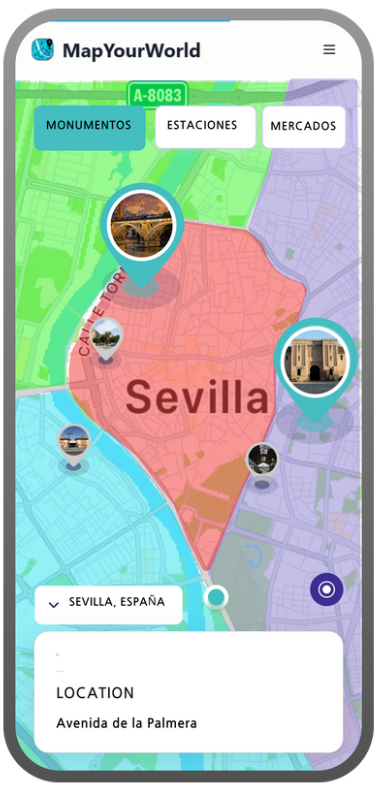 MapYourWorld
A-8083
MONUMENTOS
ESTACIONES
MERCADOS
CALLE TOR
Sevilla
SEVILLA, ESPAÑA
LOCATION
Avenida de la Palmera